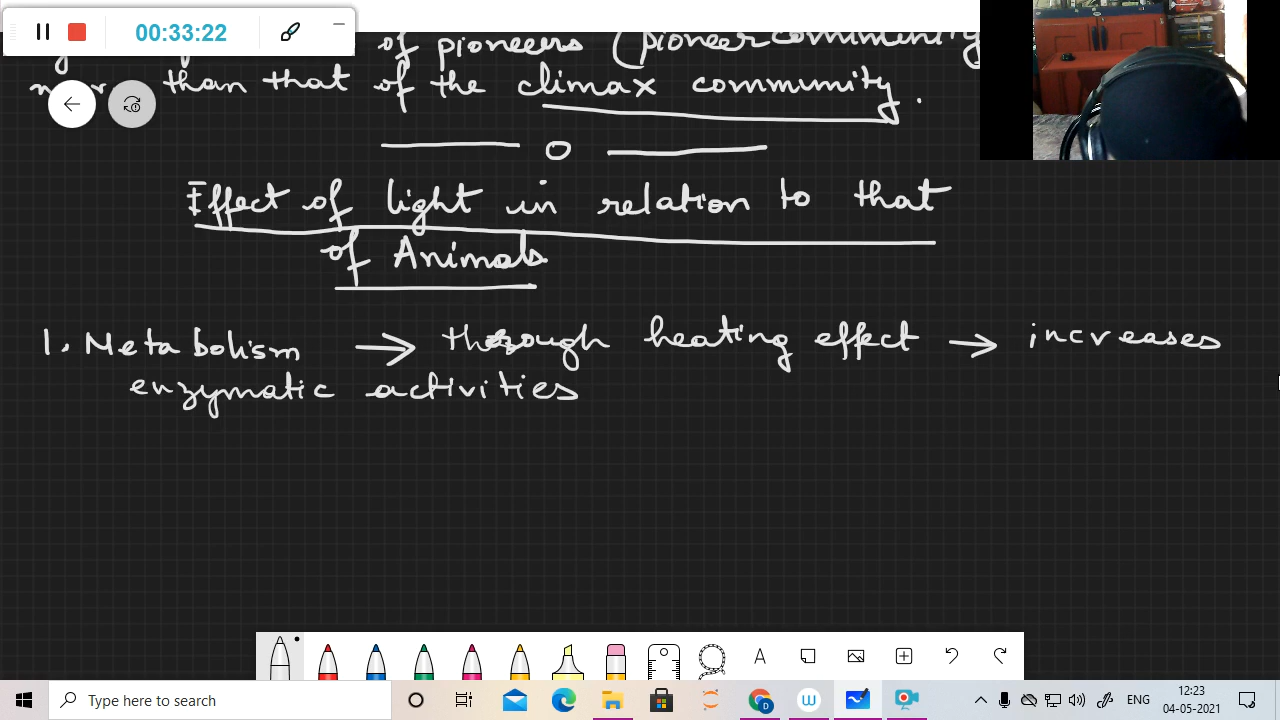 00:33:22
of pioneers (pioneer community
than that of the climax community.
Effect of light in relation to that
of Animals
1. Metabolism → through heating effect → increases
enzymatic activities
Type here to search
ENG
12:23
04-05-2021